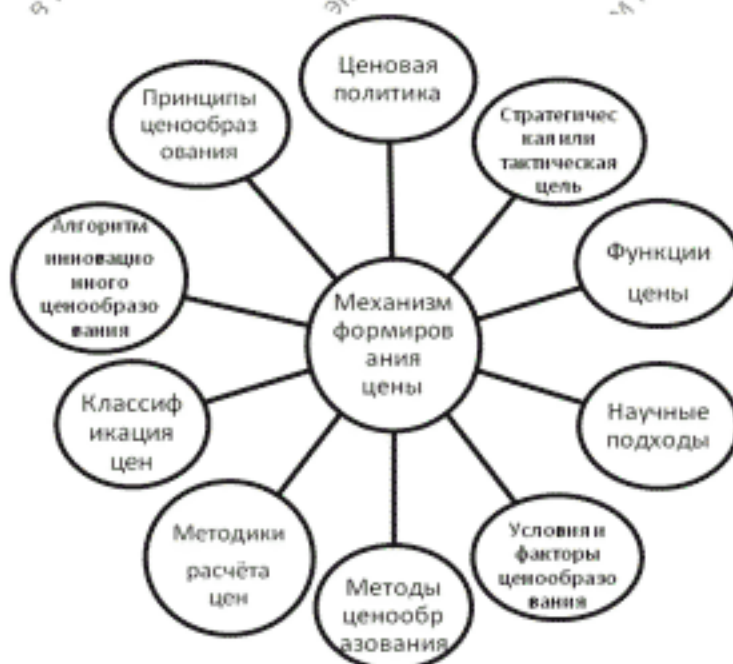 Ценовая
политика
Стратегичес
кая или
тактическая
цель
Функции
цены
Научные
подходы
Условия и
факторы
ценообразо
вания
Методы
ценообр
азования
Методики
расчёта
цен
Классиф
икация
цен
Алгоритм
инновацио
нного
ценообразо
вания
Принципы
ценообраз
ования
Механизм
формиров
ания
цены